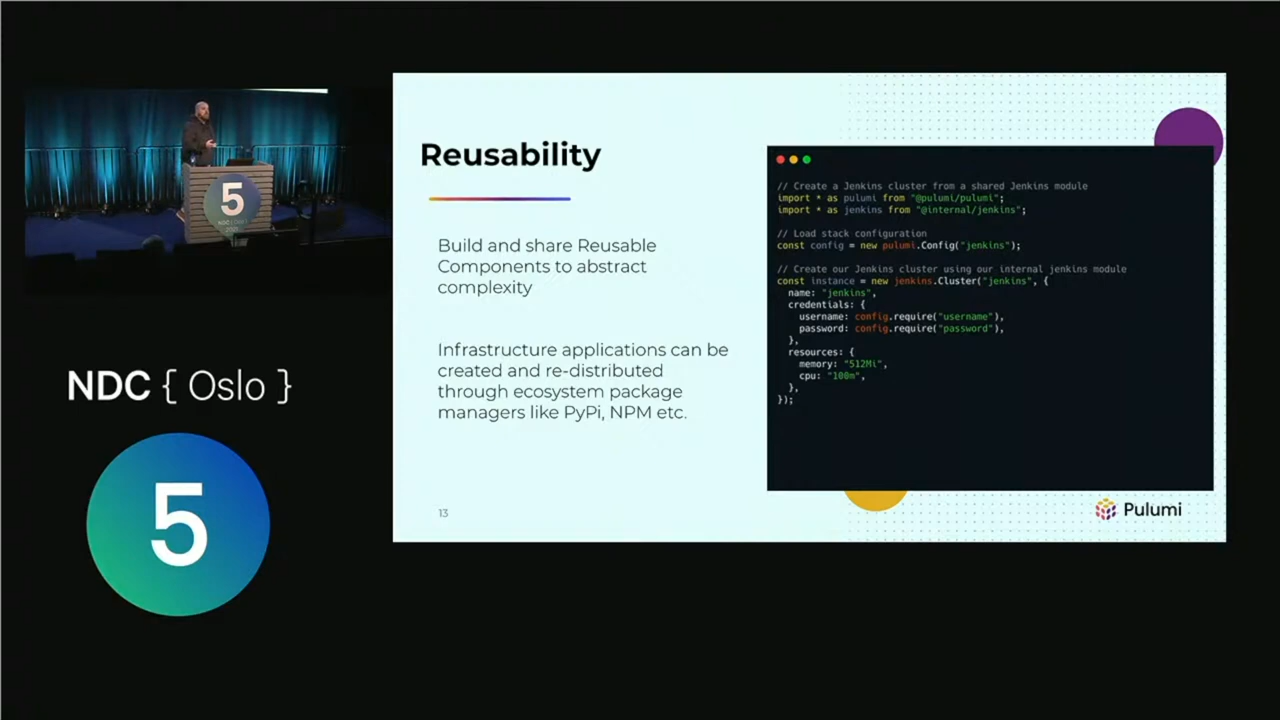 5
NDC { Oslo }
5
Reusability
Build and share Reusable
Components to abstract
complexity
Infrastructure applications can be
created and re-distributed
through ecosystem package
managers like PyPi, NPM etc.
13
// Create a Jenkins cluster from a shared Jenkins module
import * as pulumi from "@pulumi/pulumi";
import * as jenkins from "@internal/jenkins";
// Load stack configuration
const config = new pulumi.Config("jenkins");
// Create our Jenkins cluster using our internal jenkins module
const instance = new jenkins.Cluster("jenkins", {
name: "jenkins",
credentials: {
username: config.require("username"),
password: config.require("password"),
},
resources: {
memory: "512Mi",
cpu: "100m",
},
});
Pulumi